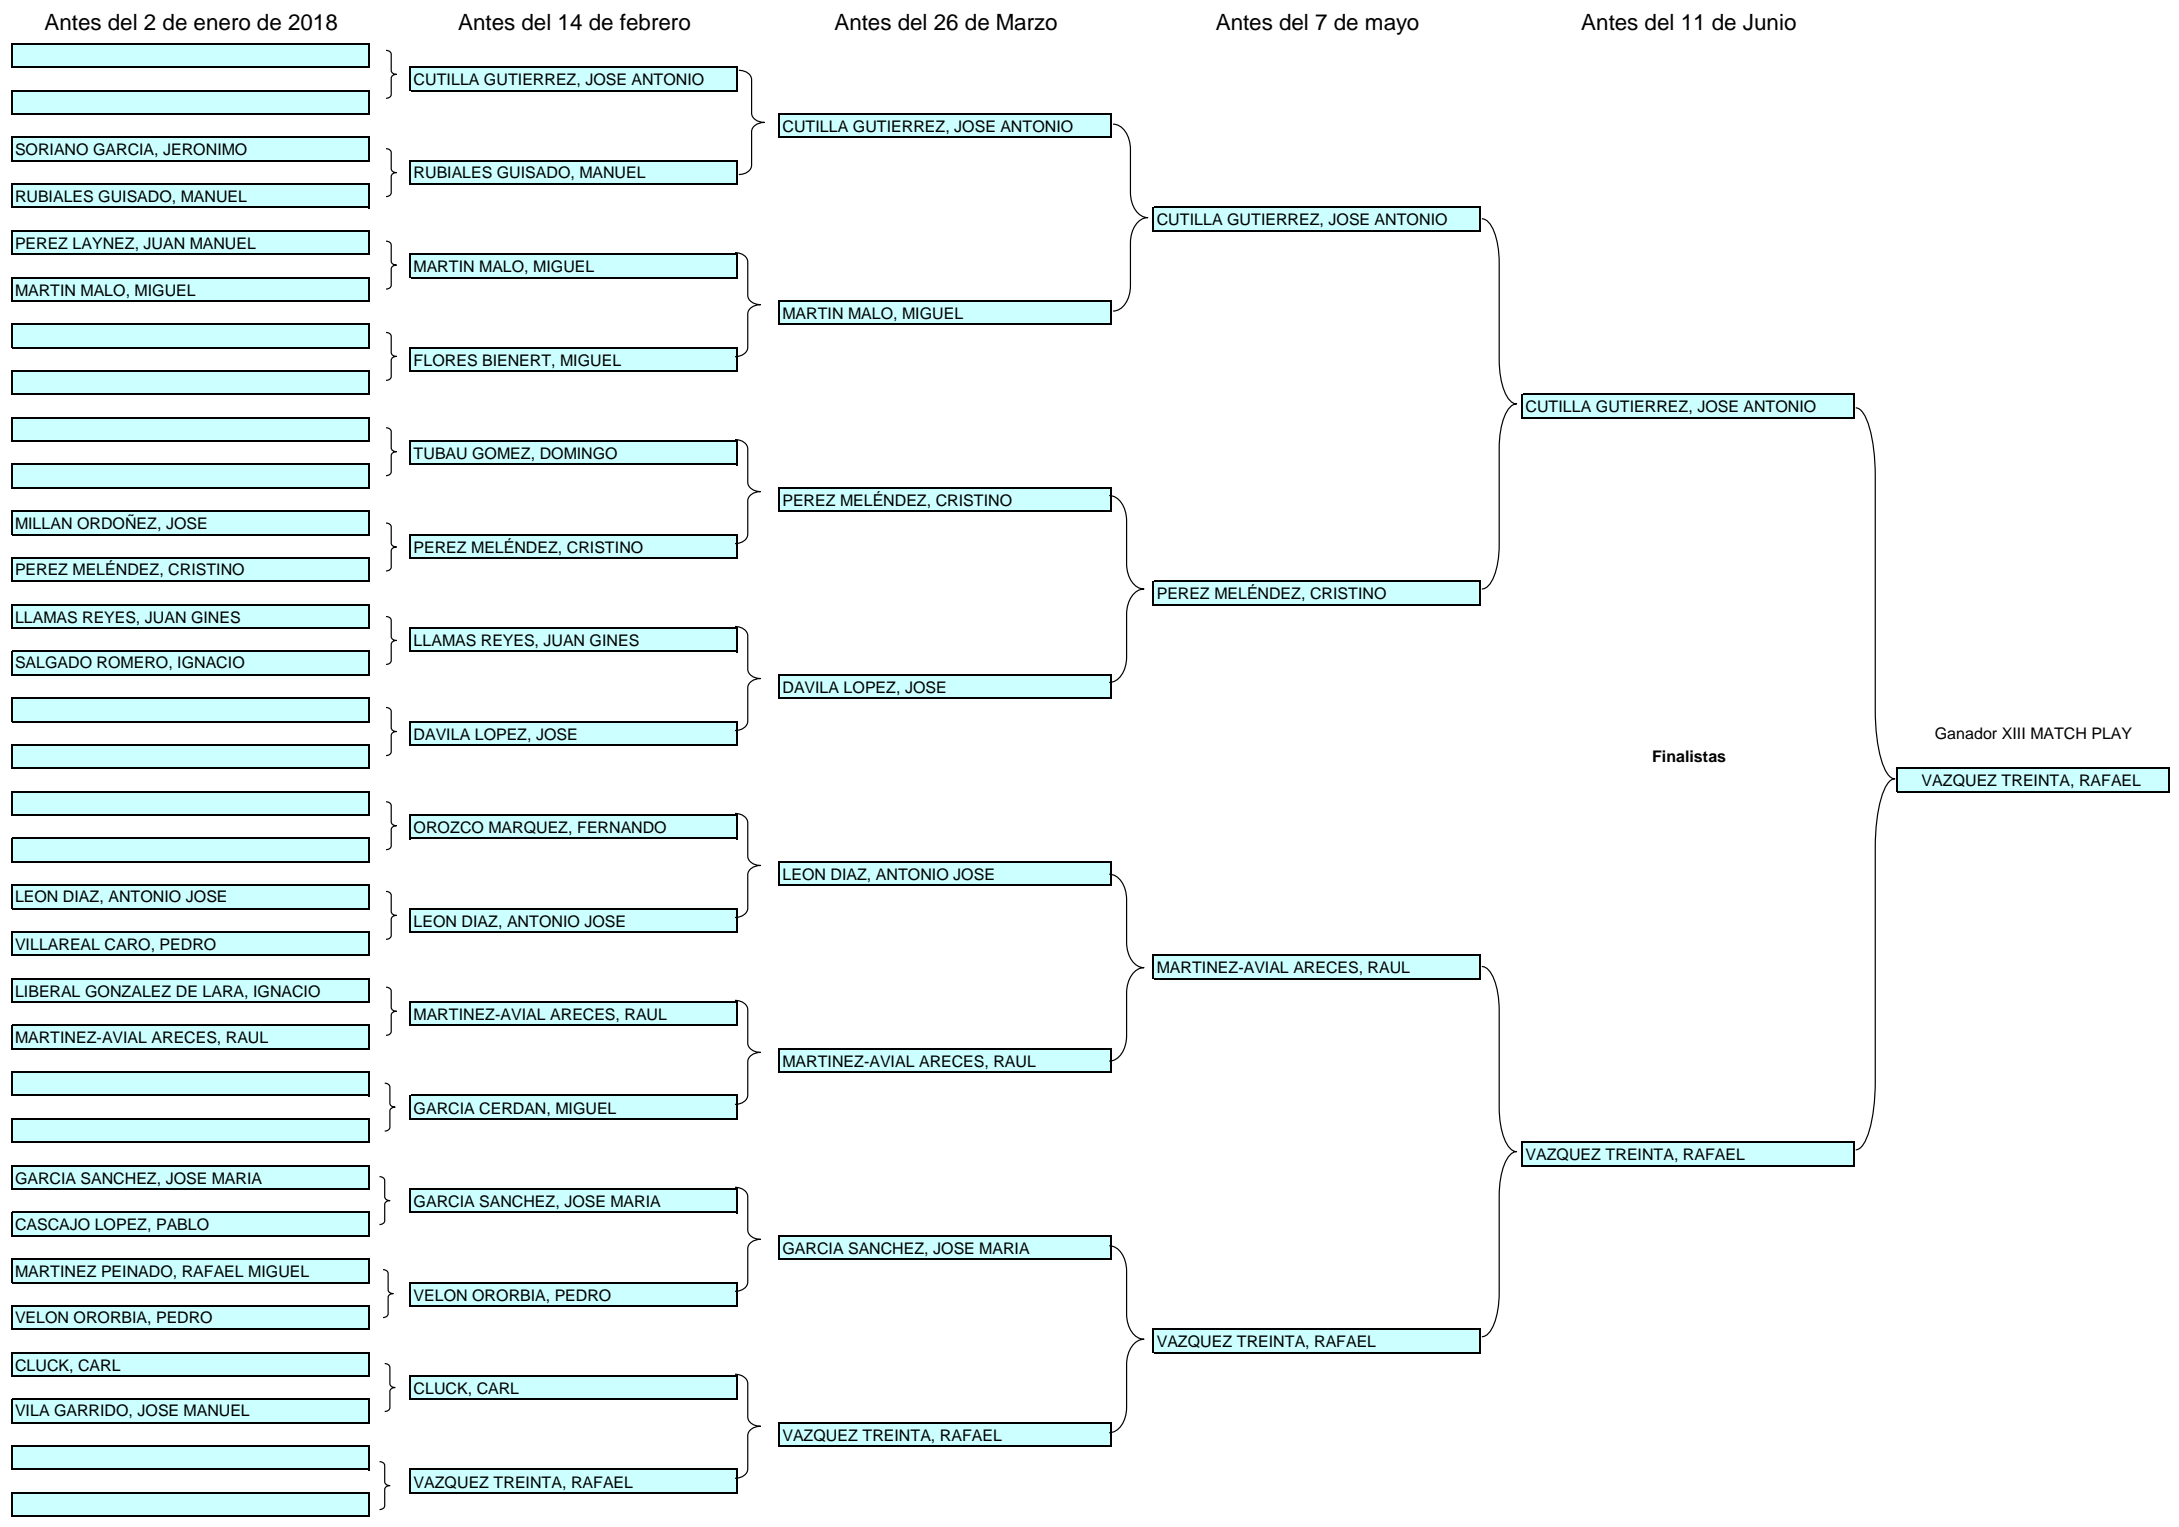 Antes del 2 de enero de 2018
Antes del 14 de febrero
Antes del 26 de Marzo
Antes del 7 de mayo
Antes del 11 de Junio
SORIANO GARCIA, JERONIMO
RUBIALES GUISADO, MANUEL
PEREZ LAYNEZ, JUAN MANUEL
MARTIN MALO, MIGUEL
MILLAN ORDOÑEZ, JOSE
PEREZ MELÉNDEZ, CRISTINO
LLAMAS REYES, JUAN GINES
SALGADO ROMERO, IGNACIO
LEON DIAZ, ANTONIO JOSE
VILLAREAL CARO, PEDRO
LIBERAL GONZALEZ DE LARA, IGNACIO
MARTINEZ-AVIAL ARECES, RAUL
GARCIA SANCHEZ, JOSE MARIA
CASCAJO LOPEZ, PABLO
MARTINEZ PEINADO, RAFAEL MIGUEL
VELON ORORBIA, PEDRO
CLUCK, CARL
VILA GARRIDO, JOSE MANUEL
CUTILLA GUTIERREZ, JOSE ANTONIO
RUBIALES GUISADO, MANUEL
MARTIN MALO, MIGUEL
FLORES BIENERT, MIGUEL
TUBAU GOMEZ, DOMINGO
PEREZ MELÉNDEZ, CRISTINO
LLAMAS REYES, JUAN GINES
DAVILA LOPEZ, JOSE
OROZCO MARQUEZ, FERNANDO
LEON DIAZ, ANTONIO JOSE
MARTINEZ-AVIAL ARECES, RAUL
GARCIA CERDAN, MIGUEL
GARCIA SANCHEZ, JOSE MARIA
VELON ORORBIA, PEDRO
CLUCK, CARL
VAZQUEZ TREINTA, RAFAEL
CUTILLA GUTIERREZ, JOSE ANTONIO
MARTIN MALO, MIGUEL
PEREZ MELÉNDEZ, CRISTINO
DAVILA LOPEZ, JOSE
LEON DIAZ, ANTONIO JOSE
MARTINEZ-AVIAL ARECES, RAUL
GARCIA SANCHEZ, JOSE MARIA
VAZQUEZ TREINTA, RAFAEL
CUTILLA GUTIERREZ, JOSE ANTONIO
PEREZ MELÉNDEZ, CRISTINO
MARTINEZ-AVIAL ARECES, RAUL
VAZQUEZ TREINTA, RAFAEL
CUTILLA GUTIERREZ, JOSE ANTONIO
Finalistas
VAZQUEZ TREINTA, RAFAEL
Ganador XIII MATCH PLAY
VAZQUEZ TREINTA, RAFAEL